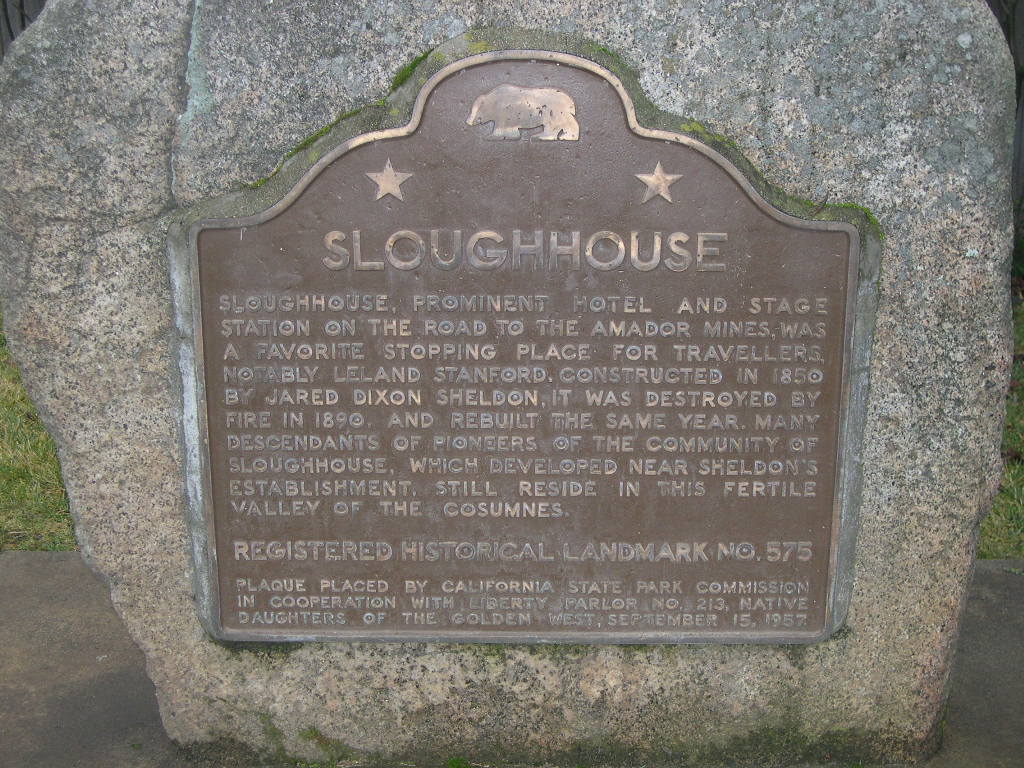 SLOUGHHOUSE
SLOUGHHOUSE, PROMINENT HOTEL AND STAGE
STATION ON THE ROAD TO THE AMADOR MINES, WAS
A FAVORITE STOPPING PLACE FOR TRAVELLERS,
NOTABLY LELAND STANFORD. CONSTRUCTED IN 1850
BY JARED DIXON SHELDON, IT WAS DESTROYED BY
FIRE IN 1890, AND REBUILT THE SAME YEAR. MANY
DESCENDANTS OF PIONEERS OF THE COMMUNITY OF
SLOUGHHOUSE, WHICH DEVELOPED NEAR SHELDON'S
ESTABLISHMENT, STILL RESIDE IN THIS FERTILE
VALLEY OF THE COSUMNES.
REGISTERED HISTORICAL LANDMARK NO. 575
PLAQUE PLACED BY CALIFORNIA STATE PARK COMMISSION
IN COOPERATION WITH LIBERTY PARLOR NO. 213, NATIVE
DAUGHTERS OF THE GOLDEN WEST, SEPTEMBER 15, 1957.